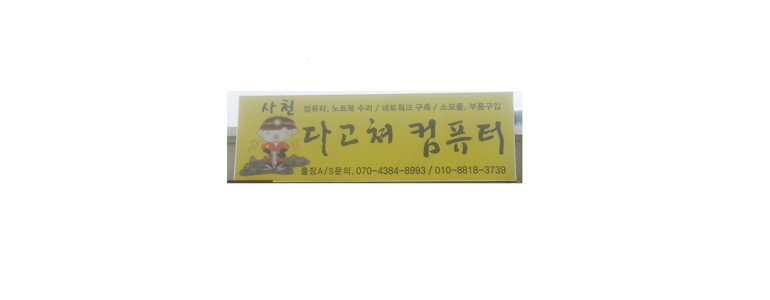 사천 컴퓨터, 노트북 수리 / 네트워크 구축 / 소모품, 부품구입
다고쳐 컴퓨터
출장A/S문의. 070-4384-8993 / 010-8818-3739